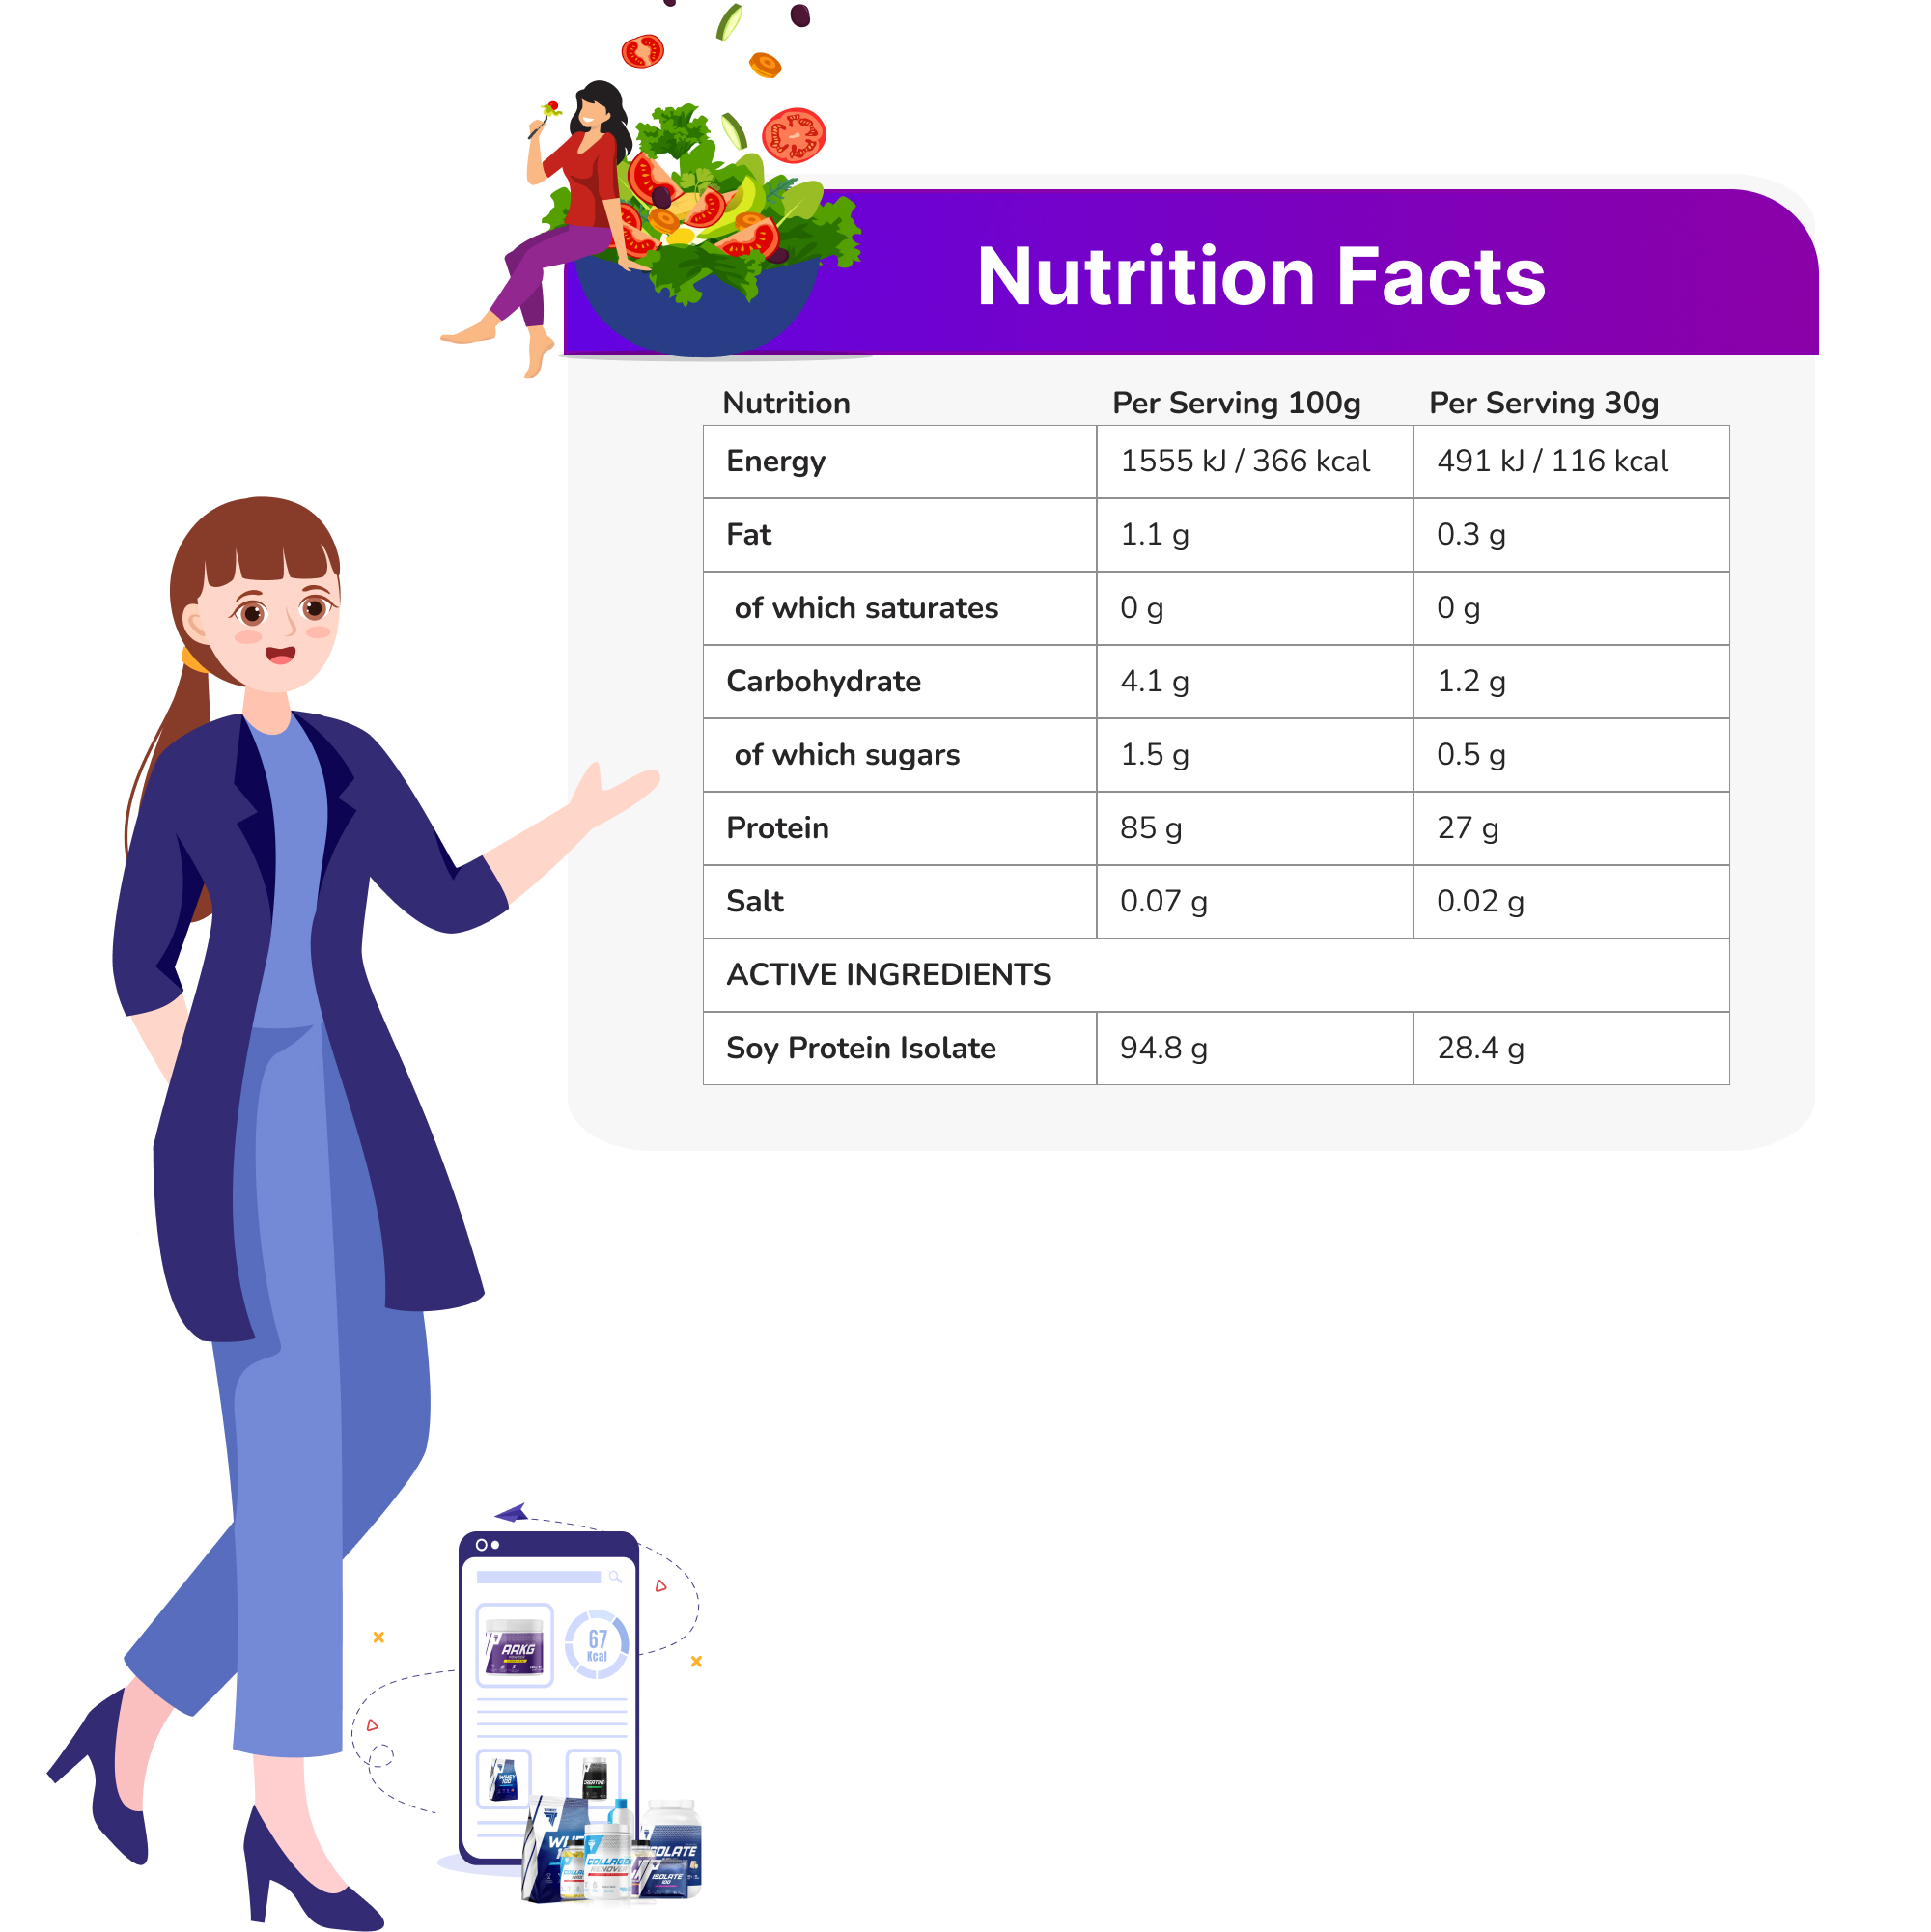 Nutrition Facts
Nutrition Per Serving 100g Per Serving 30g
Energy 1555 kJ / 366 kcal 491 kJ / 116 kcal
Fat 1.1 g 0.3 g
of which saturates 0 g 0 g
Carbohydrate 4.1 g 1.2 g
of which sugars 1.5 g 0.5 g
Protein 85 g 27 g
Salt 0.07 g 0.02 g
ACTIVE INGREDIENTS
Soy Protein Isolate 94.8 g 28.4 g
67
Kcal
AAKG
WHEY
100
COLLAGEN
RENOVER
ISOLATE
100